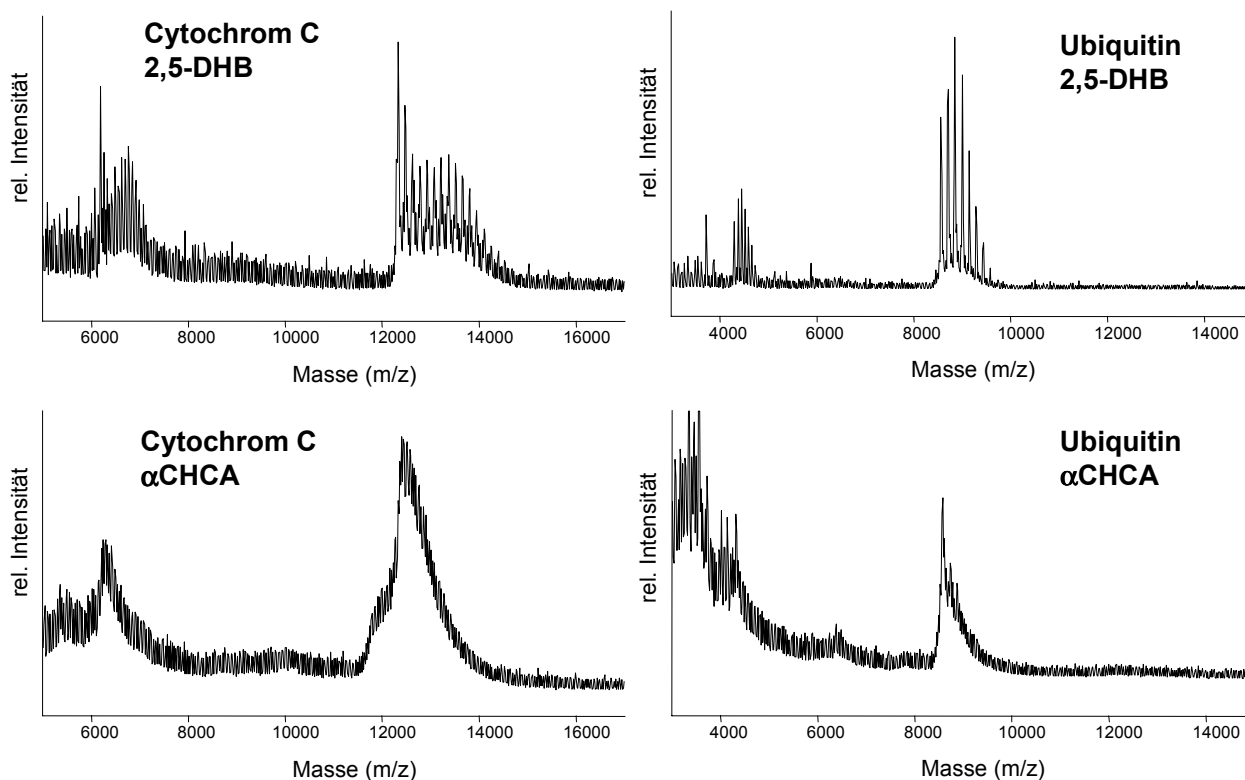 Cytochrom C
2,5-DHB
rel. Intensität
6000 8000 10000 12000 14000 16000
Masse (m/z)
Ubiquitin
2,5-DHB
rel. Intensität
4000 6000 8000 10000 12000 14000
Masse (m/z)
Cytochrom C
αCHCA
rel. Intensität
6000 8000 10000 12000 14000 16000
Masse (m/z)
Ubiquitin
αCHCA
rel. Intensität
4000 6000 8000 10000 12000 14000
Masse (m/z)